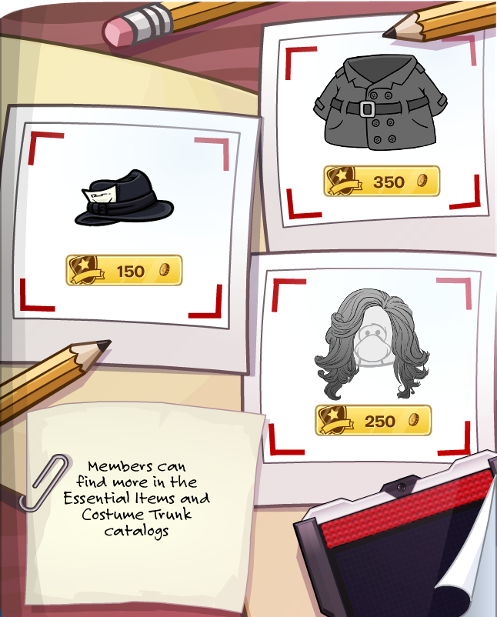 350
150
250
Members can
find more in the
Essential Items and
Costume Trunk
catalogs